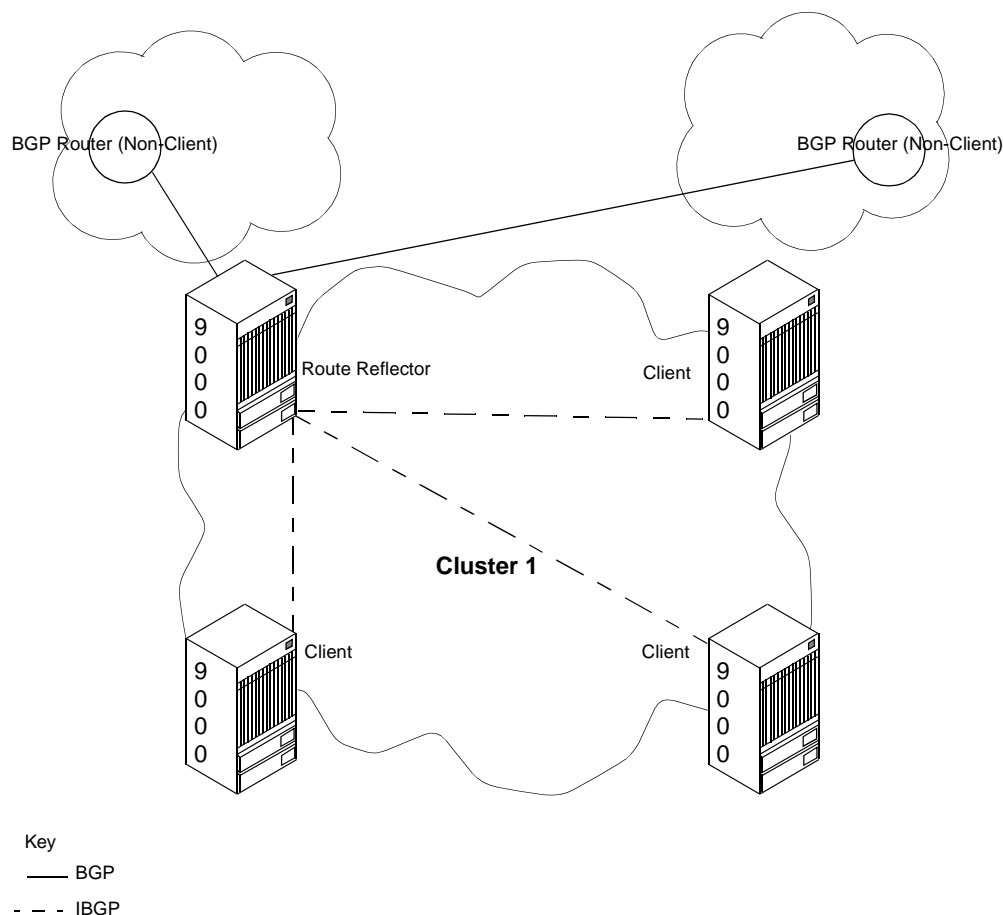 BGP Router (Non-Client)
BGP Router (Non-Client)
9
0
0
0
Route Reflector
Client
9
0
0
0
Cluster 1
9
0
0
0
Client
Client
9
0
0
0
Key
BGP
IBGP